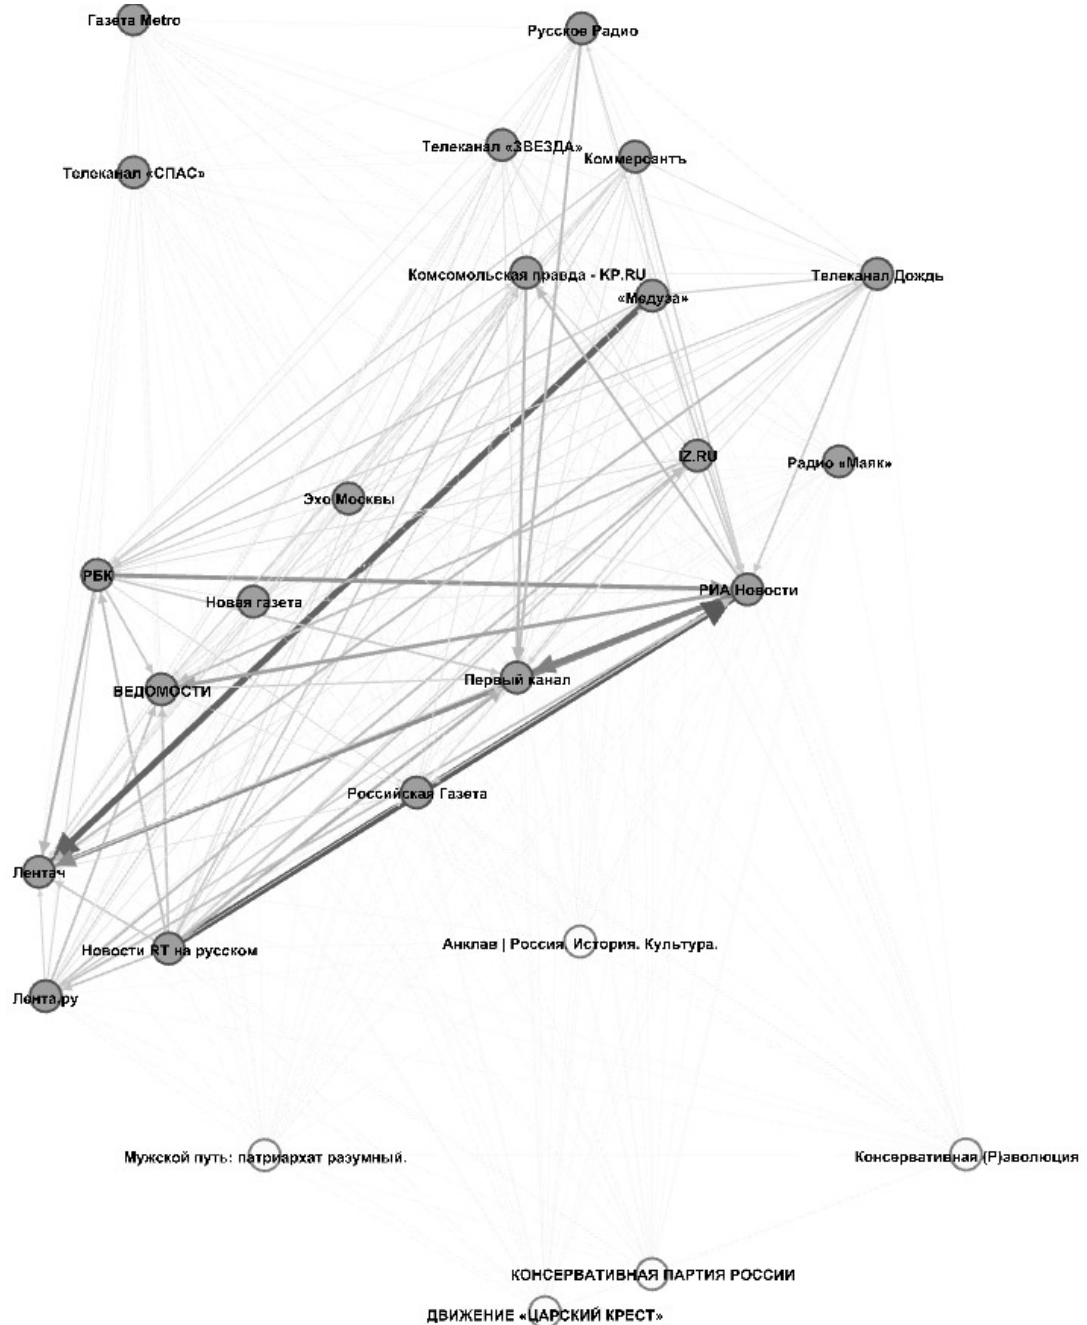 Газета Metro
Русское Радио
Телеканал «ЗВЕЗДА»
Коммерсантъ
Телеканал «СПАС»
Комсомольская правда - KP.RU
Телеканал Дождь
«Медуза»
IZ.RU
Радио «Маяк»
Эхо Москвы
РБК
РИА Новости
Новая газета
Первый канал
ВЕДОМОСТИ
Российская Газета
Лентач
Анклав | Россия. История. Культура.
Новости RT на русском
Лента.ру
Мужской путь: патриархат разумный.
Консервативная (Р)эволюция
КОНСЕРВАТИВНАЯ ПАРТИЯ РОССИИ
ДВИЖЕНИЕ «ЦАРСКИЙ КРЕСТ»